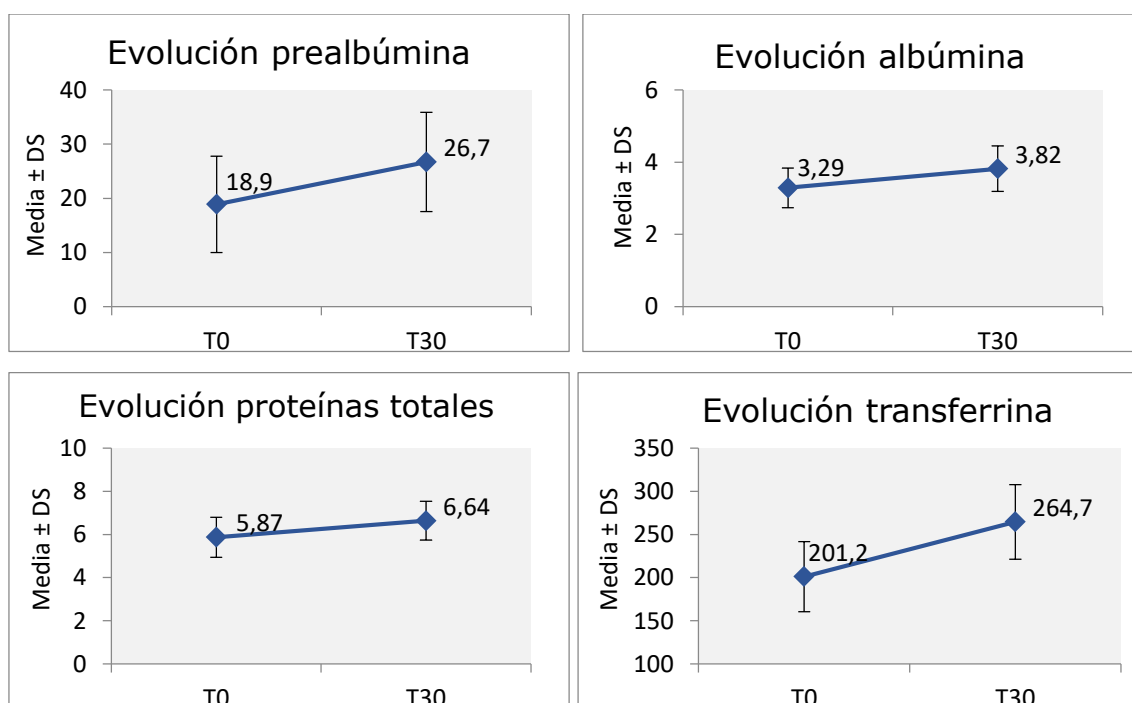 Evolución prealbúmina
40
30
20
10
0
Media ± DS
18,9
26,7
T0 T30
Evolución albúmina
6
4
2
0
Media ± DS
3,29
3,82
T0 T30
Evolución proteínas totales
10
8
6
4
2
0
Media ± DS
5,87
6,64
T0 T30
Evolución transferrina
350
300
250
200
150
100
Media ± DS
201,2
264,7
T0 T30